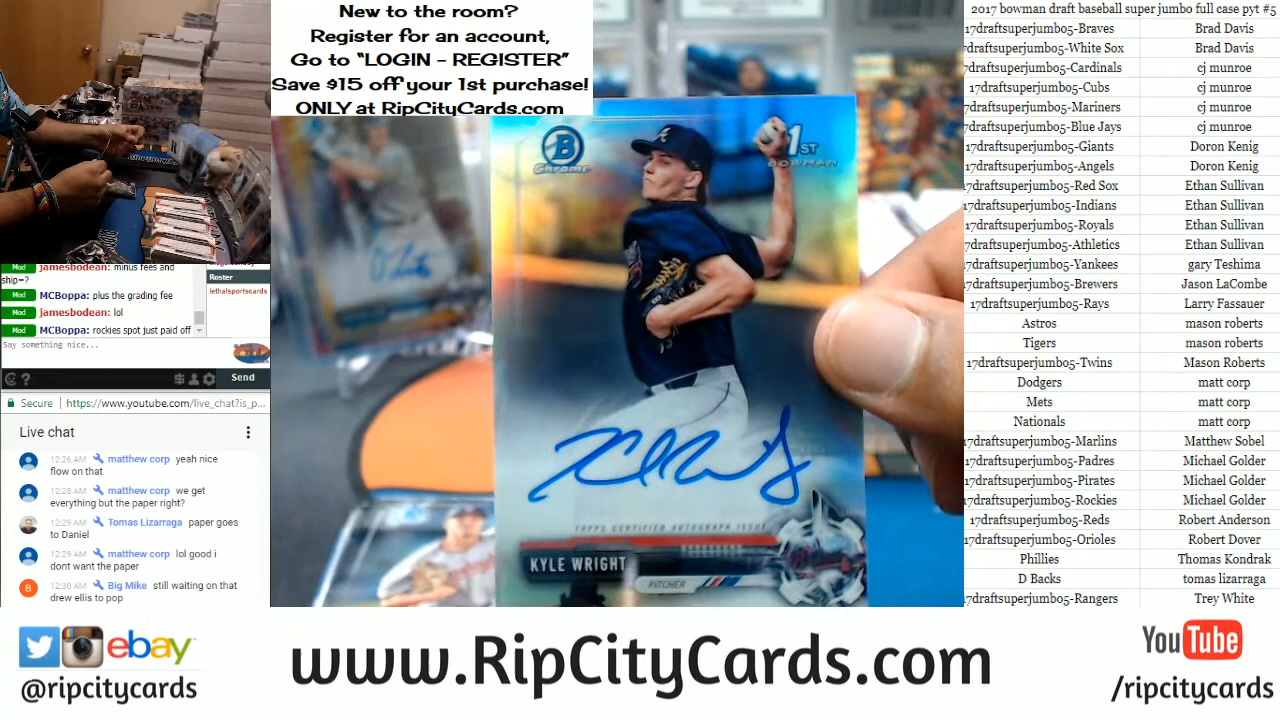 New to the room?
Register for an account,
Go to “LOGIN - REGISTER”
Save $15 off your 1st purchase!
ONLY at RipCityCards.com
Mod jamesbodean: minus fees and
ship=?
Mod MCBoppa: plus the grading fee
Mod jamesbodean: lol
Mod MCBoppa: rockies spot just paid off
Roster
lethalsportscards
Say something nice...
Send
Secure https://www.youtube.com/live_chat?is_p...
Live chat
12:26 AM matthew corp yeah nice
flow on that
12:28 AM matthew corp we get
everything but the paper right?
12:29 AM Tomas Lizarraga paper goes
to Daniel
12:29 AM matthew corp lol good i
dont want the paper
B 12:30 AM Big Mike still waiting on that
drew ellis to pop
B
Chrome
1ST
BOWMAN
TOPPS CERTIFIED AUTOGRAPH ISSUE
KYLE WRIGHT
PITCHER
2017 bowman draft baseball super jumbo full case pyt #5
17draftsuperjumbo5-Braves Brad Davis
17draftsuperjumbo5-White Sox Brad Davis
17draftsuperjumbo5-Cardinals cj munroe
17draftsuperjumbo5-Cubs cj munroe
17draftsuperjumbo5-Mariners cj munroe
17draftsuperjumbo5-Blue Jays cj munroe
17draftsuperjumbo5-Giants Doron Kenig
17draftsuperjumbo5-Angels Doron Kenig
17draftsuperjumbo5-Red Sox Ethan Sullivan
17draftsuperjumbo5-Indians Ethan Sullivan
17draftsuperjumbo5-Royals Ethan Sullivan
17draftsuperjumbo5-Athletics Ethan Sullivan
17draftsuperjumbo5-Yankees gary Teshima
17draftsuperjumbo5-Brewers Jason LaCombe
17draftsuperjumbo5-Rays Larry Fassauer
Astros mason roberts
Tigers mason roberts
17draftsuperjumbo5-Twins Mason Roberts
Dodgers matt corp
Mets matt corp
Nationals matt corp
17draftsuperjumbo5-Marlins Matthew Sobel
17draftsuperjumbo5-Padres Michael Golder
17draftsuperjumbo5-Pirates Michael Golder
17draftsuperjumbo5-Rockies Michael Golder
17draftsuperjumbo5-Reds Robert Anderson
17draftsuperjumbo5-Orioles Robert Dover
Phillies Thomas Kondrak
D Backs tomas lizarraga
17draftsuperjumbo5-Rangers Trey White
ebay
@ripcitycards
www.RipCityCards.com
YouTube
/ripcitycards